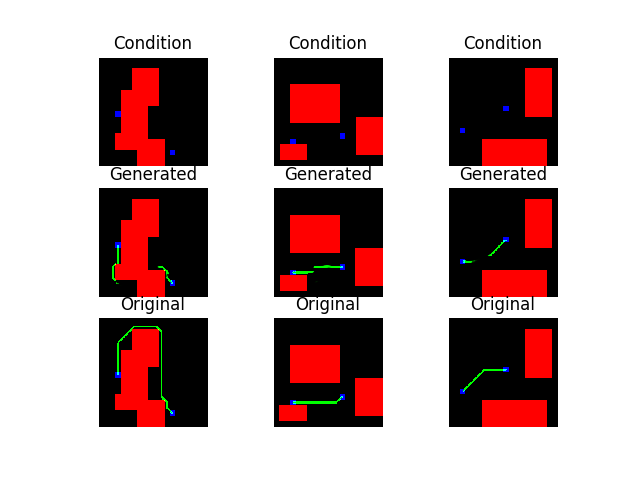 Condition Condition Condition
Generated Generated Generated
Original Original Original